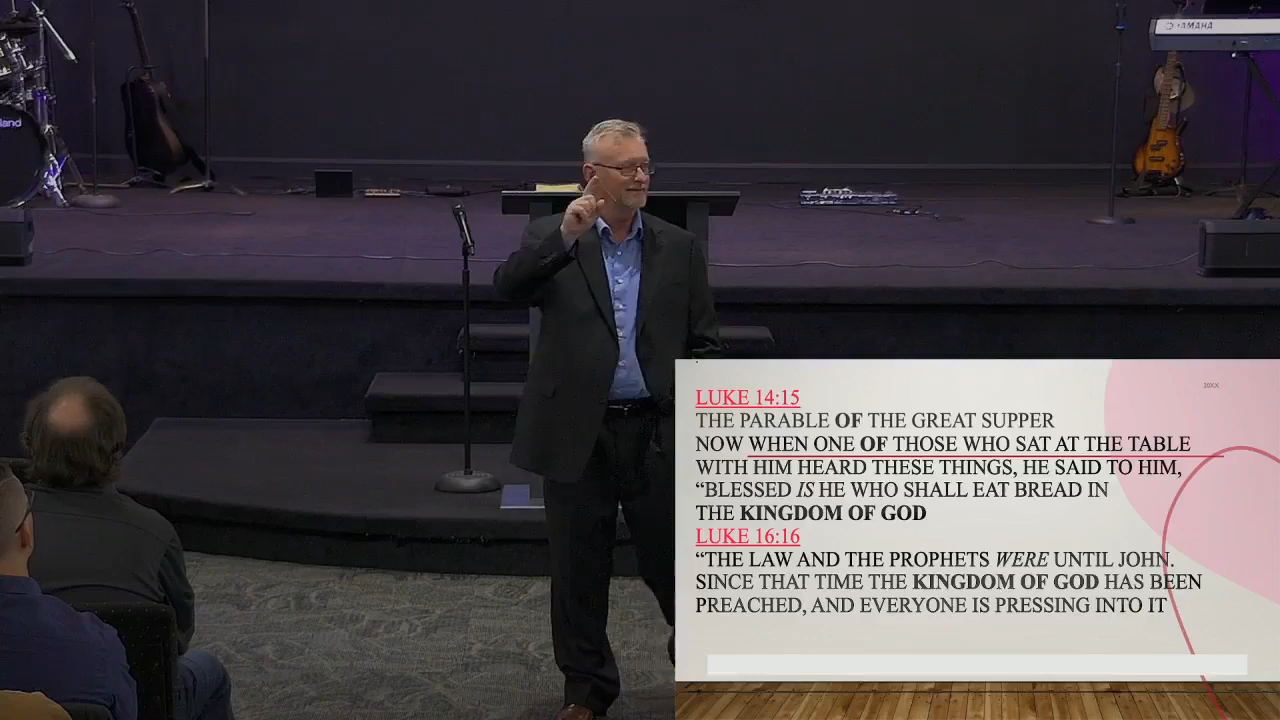 YAMAHA
land
20XX
LUKE 14:15
THE PARABLE OF THE GREAT SUPPER
NOW WHEN ONE OF THOSE WHO SAT AT THE TABLE
WITH HIM HEARD THESE THINGS, HE SAID TO HIM,
“BLESSED IS HE WHO SHALL EAT BREAD IN
THE KINGDOM OF GOD
LUKE 16:16
“THE LAW AND THE PROPHETS WERE UNTIL JOHN.
SINCE THAT TIME THE KINGDOM OF GOD HAS BEEN
PREACHED, AND EVERYONE IS PRESSING INTO IT